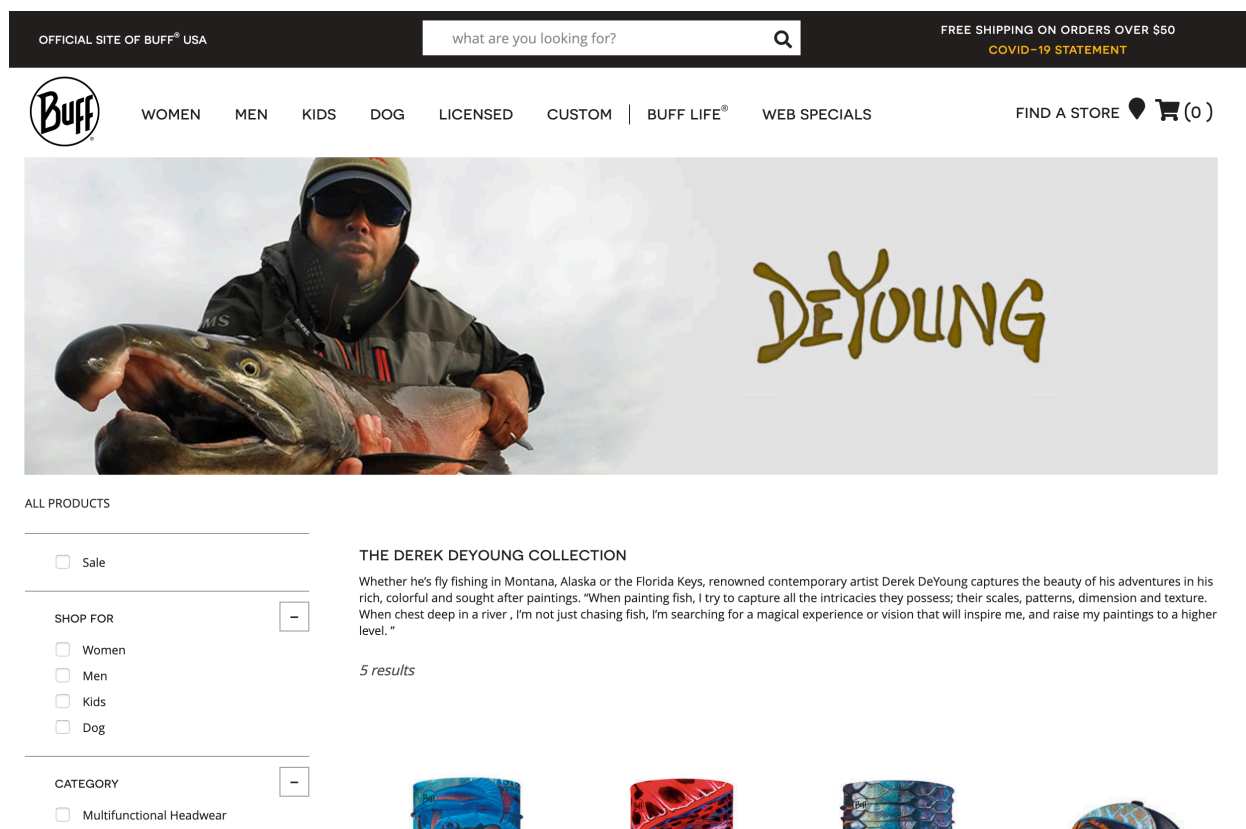 OFFICIAL SITE OF BUFF® USA
what are you looking for?
FREE SHIPPING ON ORDERS OVER $50
COVID-19 STATEMENT
Buff®
WOMEN MEN KIDS DOG LICENSED CUSTOM | BUFF LIFE® WEB SPECIALS
FIND A STORE (0 )
MS
SIMMS
DEYOUNG
ALL PRODUCTS
Sale
SHOP FOR −
Women
Men
Kids
Dog
CATEGORY −
Multifunctional Headwear
THE DEREK DEYOUNG COLLECTION
Whether he’s fly fishing in Montana, Alaska or the Florida Keys, renowned contemporary artist Derek DeYoung captures the beauty of his adventures in his
rich, colorful and sought after paintings. “When painting fish, I try to capture all the intricacies they possess; their scales, patterns, dimension and texture.
When chest deep in a river , I’m not just chasing fish, I’m searching for a magical experience or vision that will inspire me, and raise my paintings to a higher
level. ”
5 results
Buff
Buff
Buff